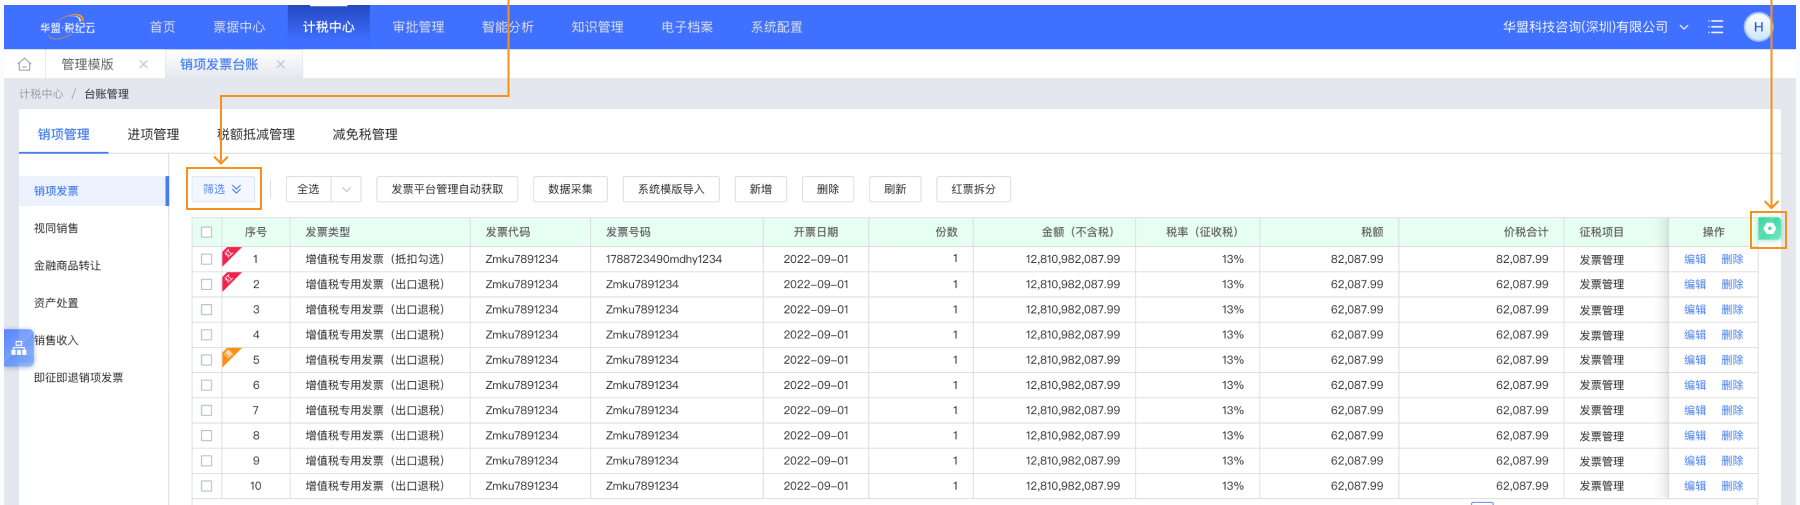 华盟·税纪云 首页 票据中心 计税中心 审批管理 智能分析 知识管理 电子档案 系统配置 华盟科技咨询(深圳)有限公司 H
管理模版 × 销项发票台账 ×
计税中心 / 台账管理
销项管理 进项管理 税额抵减管理 减免税管理
销项发票
视同销售
金融商品转让
资产处置
销售收入
即征即退销项发票
筛选 全选 发票平台管理自动获取 数据采集 系统模版导入 新增 删除 刷新 红票拆分
序号 发票类型 发票代码 发票号码 开票日期 份数 金额（不含税） 税率（征收税） 税额 价税合计 征税项目 操作
红 1 增值税专用发票（抵扣勾选） Zmku7891234 1788723490mdhy1234 2022-09-01 1 12,810,982,087.99 13% 82,087.99 82,087.99 发票管理 编辑 删除
红 2 增值税专用发票（出口退税） Zmku7891234 Zmku7891234 2022-09-01 1 12,810,982,087.99 13% 62,087.99 62,087.99 发票管理 编辑 删除
3 增值税专用发票（出口退税） Zmku7891234 Zmku7891234 2022-09-01 1 12,810,982,087.99 13% 62,087.99 62,087.99 发票管理 编辑 删除
4 增值税专用发票（出口退税） Zmku7891234 Zmku7891234 2022-09-01 1 12,810,982,087.99 13% 62,087.99 62,087.99 发票管理 编辑 删除
5 增值税专用发票（出口退税） Zmku7891234 Zmku7891234 2022-09-01 1 12,810,982,087.99 13% 62,087.99 62,087.99 发票管理 编辑 删除
6 增值税专用发票（出口退税） Zmku7891234 Zmku7891234 2022-09-01 1 12,810,982,087.99 13% 62,087.99 62,087.99 发票管理 编辑 删除
7 增值税专用发票（出口退税） Zmku7891234 Zmku7891234 2022-09-01 1 12,810,982,087.99 13% 62,087.99 62,087.99 发票管理 编辑 删除
8 增值税专用发票（出口退税） Zmku7891234 Zmku7891234 2022-09-01 1 12,810,982,087.99 13% 62,087.99 62,087.99 发票管理 编辑 删除
9 增值税专用发票（出口退税） Zmku7891234 Zmku7891234 2022-09-01 1 12,810,982,087.99 13% 62,087.99 62,087.99 发票管理 编辑 删除
10 增值税专用发票（出口退税） Zmku7891234 Zmku7891234 2022-09-01 1 12,810,982,087.99 13% 62,087.99 62,087.99 发票管理 编辑 删除